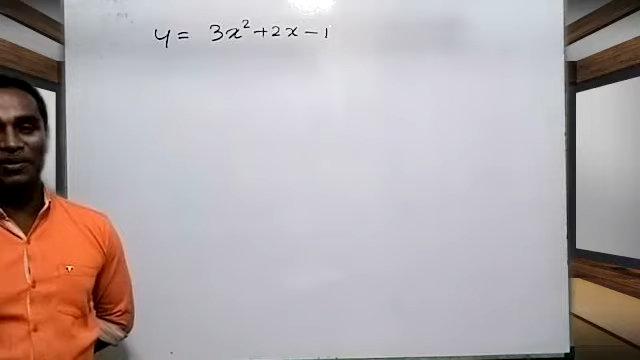 y = 3x² + 2x - 1